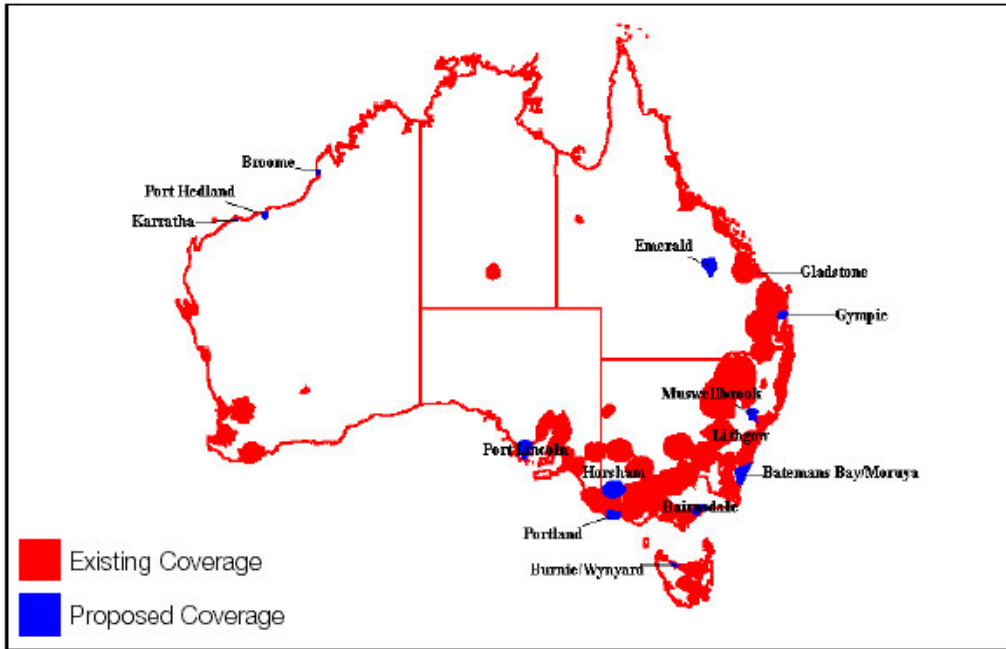 Broome
Port Hedland
Karratha
Emerald
Gladstone
Gympie
Muswellbrook
Lithgow
Port Lincoln
Horsham
Batemans Bay/Moruya
Bairnsdale
Portland
Burnie/Wynyard
Existing Coverage
Proposed Coverage